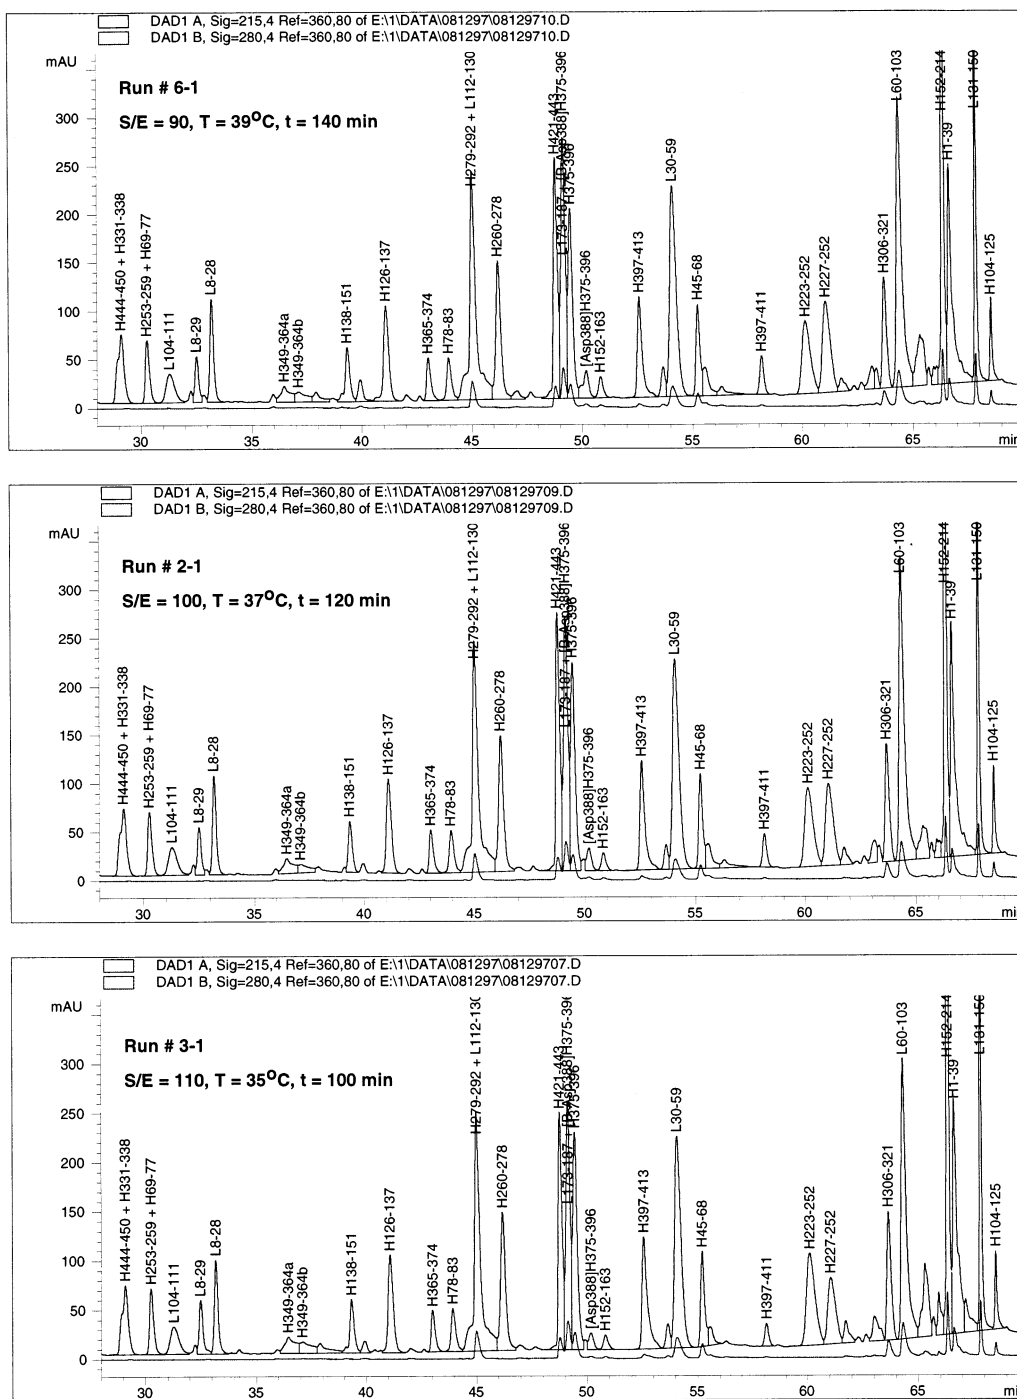 DAD1 A, Sig=215,4 Ref=360,80 of E:\1\DATA\081297\08129710.D
DAD1 B, Sig=280,4 Ref=360,80 of E:\1\DATA\081297\08129710.D
mAU
Run # 6-1
S/E = 90, T = 39°C, t = 140 min
300
250
200
150
100
50
0
H444-450 + H331-338
H253-259 + H69-77
L104-111
L8-29
L8-28
H349-364a
H349-364b
H138-151
H126-137
H365-374
H78-83
H279-292 + L112-130
H260-278
H421-443
L173-187 + [D-Asp388]H375-396
H375-396
[Asp388]H375-396
H152-163
H397-413
L30-59
H45-68
H397-411
H223-252
H227-252
H306-321
L60-103
H152-214
H1-39
L131-150
H104-125
30 35 40 45 50 55 60 65 min
DAD1 A, Sig=215,4 Ref=360,80 of E:\1\DATA\081297\08129709.D
DAD1 B, Sig=280,4 Ref=360,80 of E:\1\DATA\081297\08129709.D
mAU
Run # 2-1
S/E = 100, T = 37°C, t = 120 min
300
250
200
150
100
50
0
H444-450 + H331-338
H253-259 + H69-77
L104-111
L8-29
L8-28
H349-364a
H349-364b
H138-151
H126-137
H365-374
H78-83
H279-292 + L112-130
H260-278
H421-443
L173-187 + [D-Asp388]H375-396
H375-396
[Asp388]H375-396
H152-163
H397-413
L30-59
H45-68
H397-411
H223-252
H227-252
H306-321
L60-103
H152-214
H1-39
L131-150
H104-125
30 35 40 45 50 55 60 65 mi
DAD1 A, Sig=215,4 Ref=360,80 of E:\1\DATA\081297\08129707.D
DAD1 B, Sig=280,4 Ref=360,80 of E:\1\DATA\081297\08129707.D
mAU
Run # 3-1
S/E = 110, T = 35°C, t = 100 min
300
250
200
150
100
50
0
H444-450 + H331-338
H253-259 + H69-77
L104-111
L8-29
L8-28
H349-364a
H349-364b
H138-151
H126-137
H365-374
H78-83
H279-292 + L112-130
H260-278
H421-443
L173-187 + [D-Asp388]H375-396
H375-396
[Asp388]H375-396
H152-163
H397-413
L30-59
H45-68
H397-411
H223-252
H227-252
H306-321
L60-103
H152-214
H1-39
L131-150
H104-125
30 35 40 45 50 55 60 65 mi